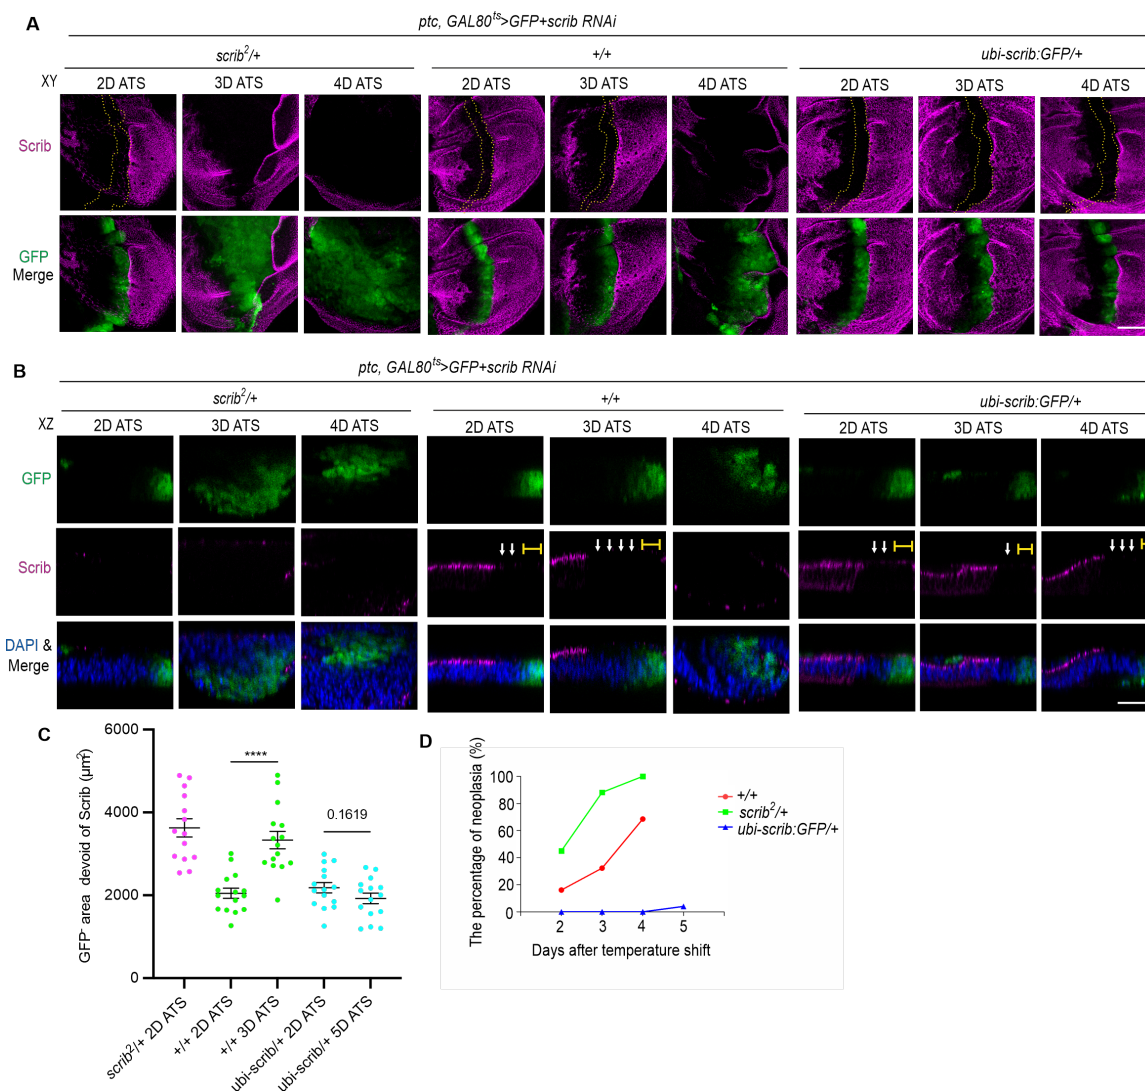 A
ptc, GAL80ts>GFP+scrib RNAi
scrib2/+ +/+ ubi-scrib:GFP/+
XY 2D ATS 3D ATS 4D ATS 2D ATS 3D ATS 4D ATS 2D ATS 3D ATS 4D ATS
Scrib
GFP
Merge
B
ptc, GAL80ts>GFP+scrib RNAi
scrib2/+ +/+ ubi-scrib:GFP/+
XZ 2D ATS 3D ATS 4D ATS 2D ATS 3D ATS 4D ATS 2D ATS 3D ATS 4D ATS
GFP
Scrib
DAPI &
Merge
C
GFP- area devoid of Scrib (μm2)
6000
4000
2000
0
****
0.1619
scrib2/+ 2D ATS
+/+ 2D ATS
+/+ 3D ATS
ubi-scrib/+ 2D ATS
ubi-scrib/+ 5D ATS
D
The percentage of neoplasia (%)
100
80
60
40
20
0
2 3 4 5
Days after temperature shift
+/+
scrib2/+
ubi-scrib:GFP/+